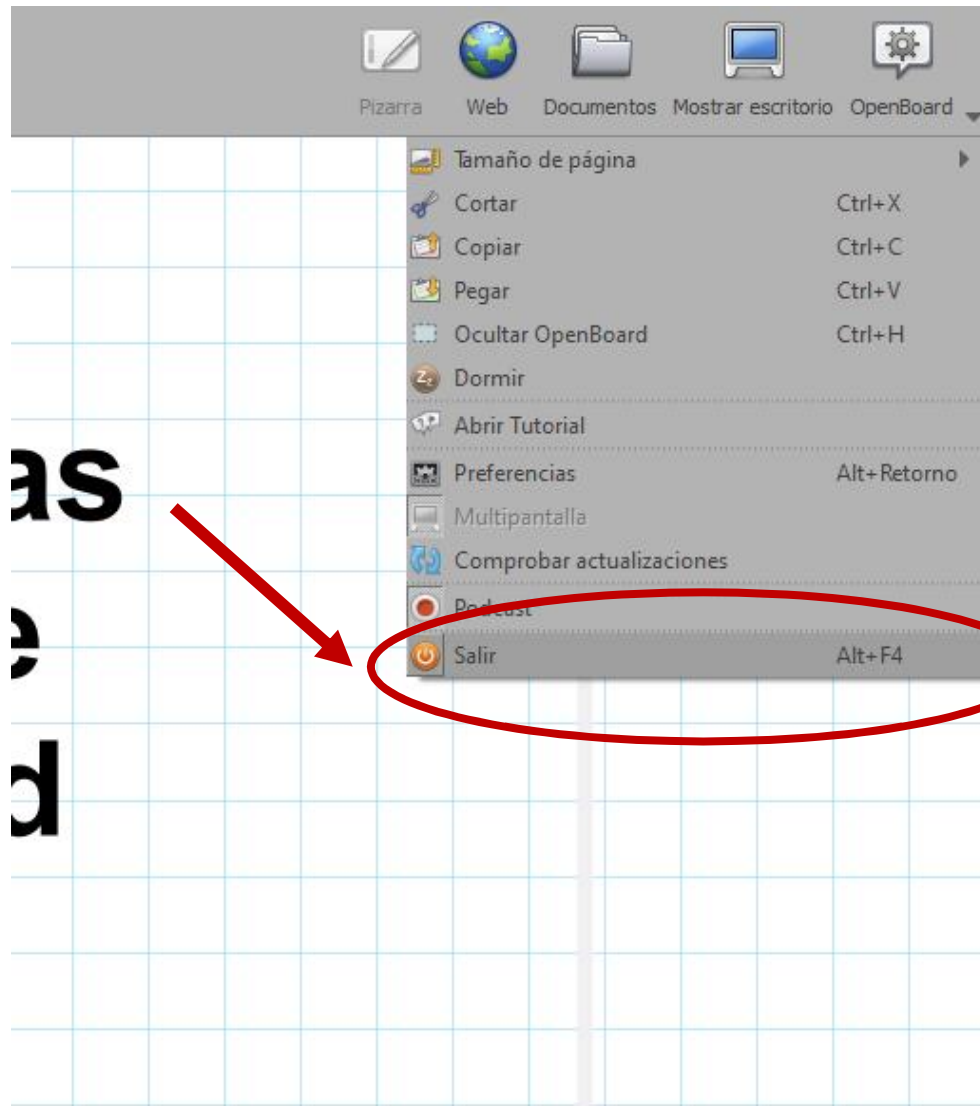 Pizarra Web Documentos Mostrar escritorio OpenBoard
Tamaño de página
Cortar Ctrl+X
Copiar Ctrl+C
Pegar Ctrl+V
Ocultar OpenBoard Ctrl+H
Dormir
Abrir Tutorial
Preferencias Alt+Retorno
Multipantalla
Comprobar actualizaciones
Podcast
Salir Alt+F4
as
e
d